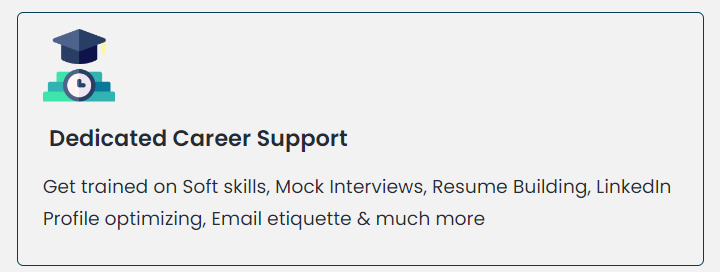 Dedicated Career Support
Get trained on Soft skills, Mock Interviews, Resume Building, LinkedIn
Profile optimizing, Email etiquette & much more